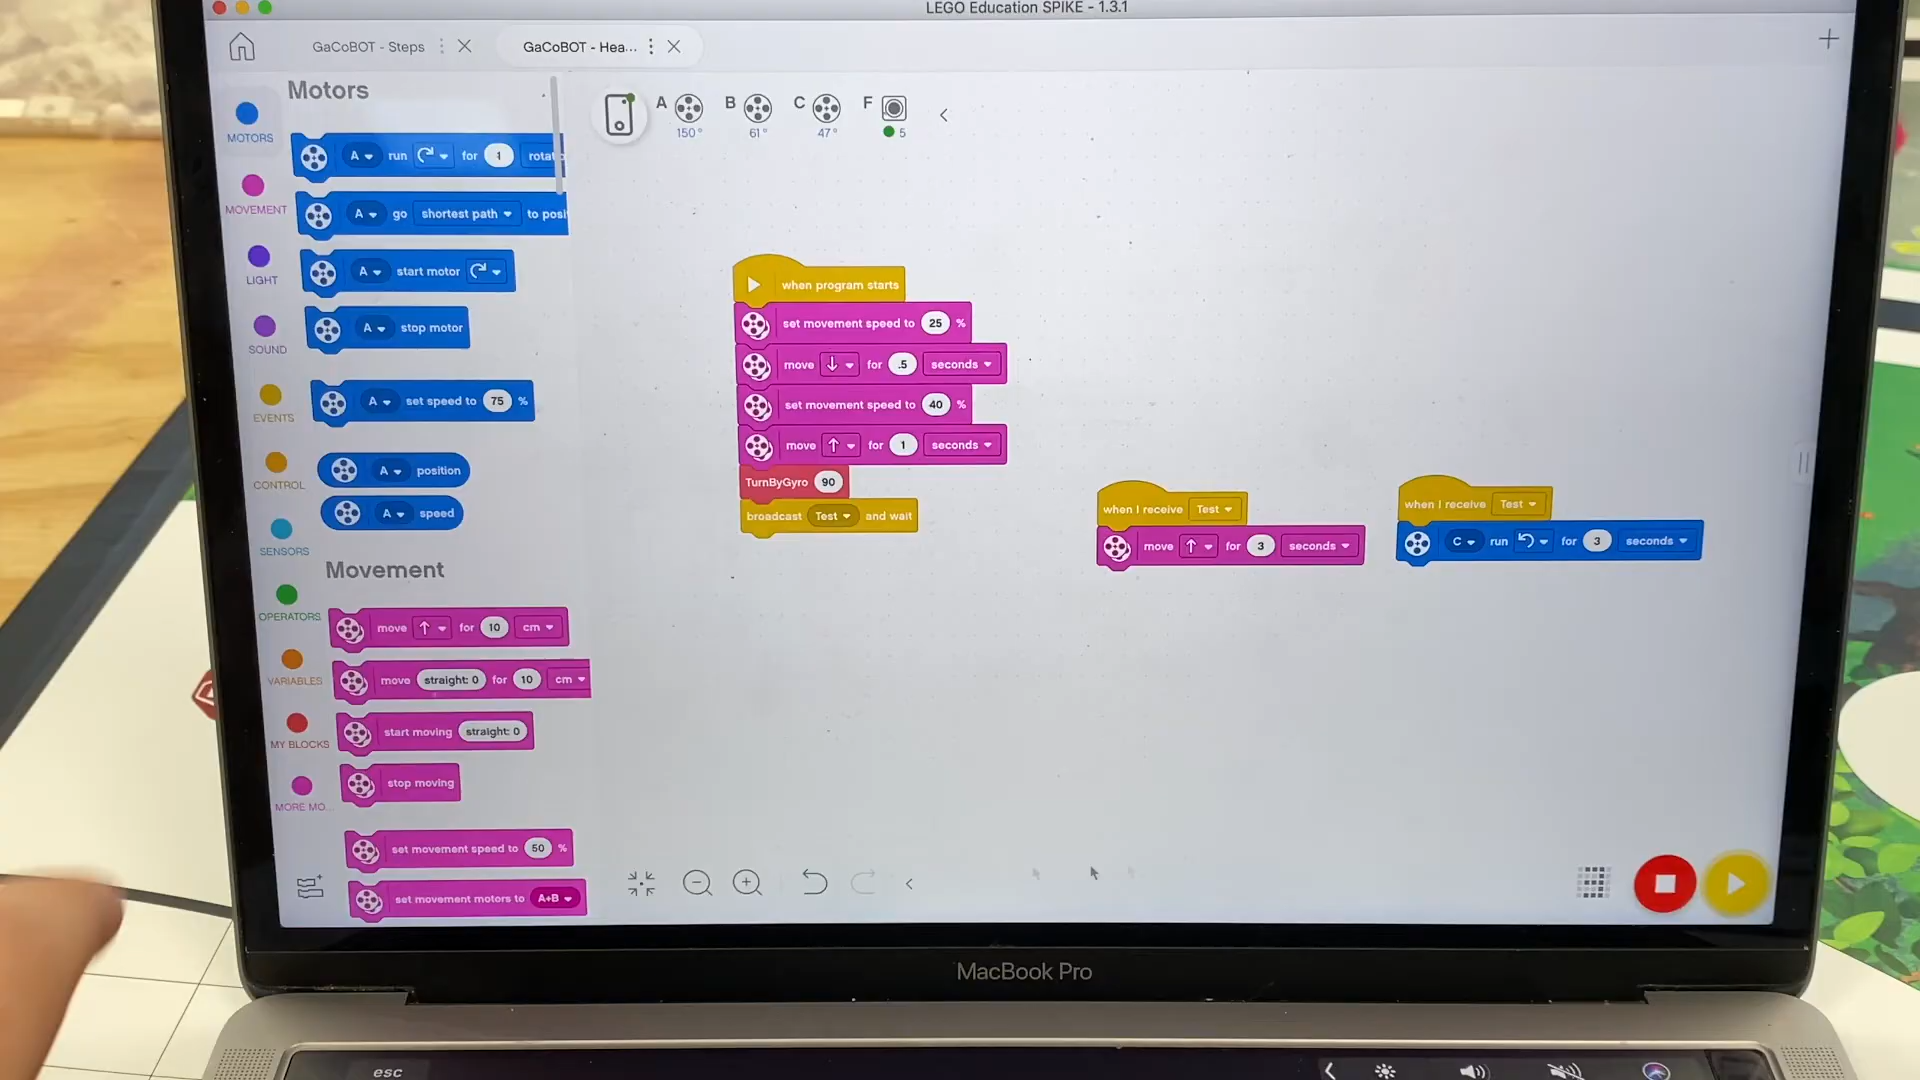 LEGO Education SPIKE - 1.3.1
GaCoBOT - Steps
GaCoBOT - Hea...
Motors
MOTORS
MOVEMENT
LIGHT
SOUND
EVENTS
CONTROL
SENSORS
OPERATORS
VARIABLES
MY BLOCKS
MORE MO...
A run for 1 rotat
A go shortest path to posi
A start motor
A stop motor
A set speed to 75 %
A position
A speed
Movement
move for 10 cm
move straight: 0 for 10 cm
start moving straight: 0
stop moving
set movement speed to 50 %
set movement motors to A+B
A 150°
B 61°
C 47°
F 5
when program starts
set movement speed to 25 %
move for .5 seconds
set movement speed to 40 %
move for 1 seconds
TurnByGyro 90
broadcast Test and wait
when I receive Test
move for 3 seconds
when I receive Test
C run for 3 seconds
MacBook Pro
esc